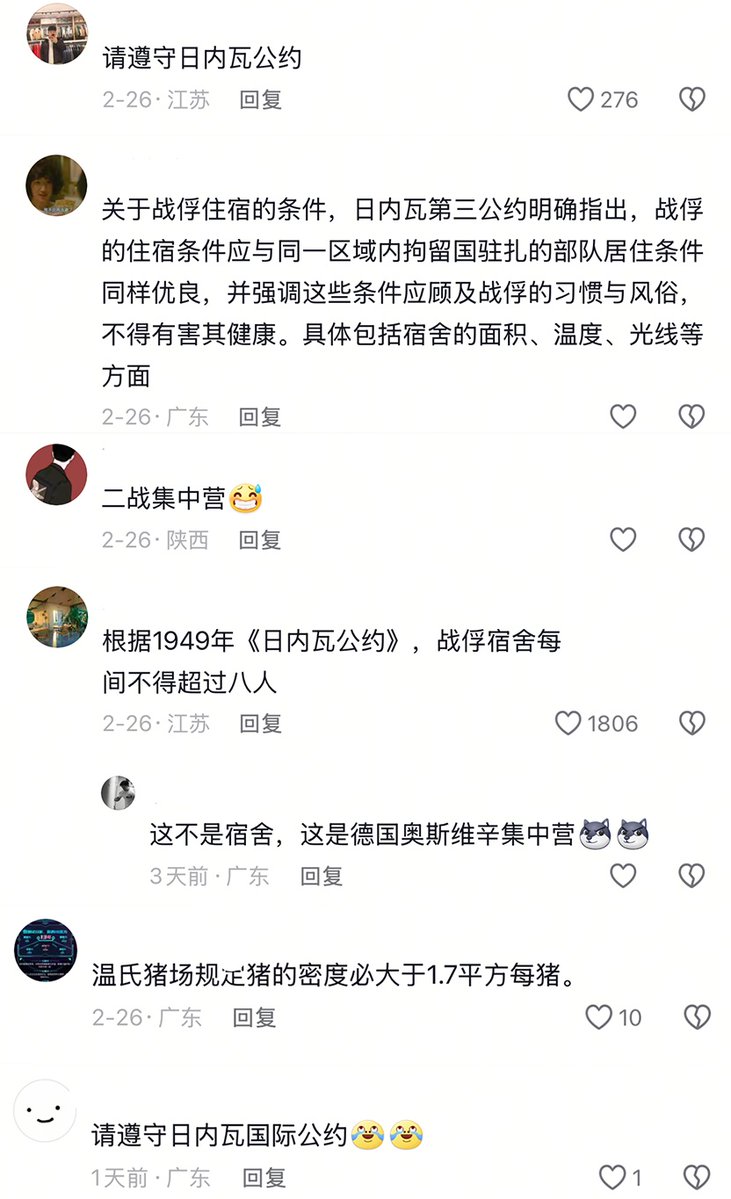 请遵守日内瓦公约
2-26·江苏 回复 276
关于战俘住宿的条件，日内瓦第三公约明确指出，战俘
的住宿条件应与同一区域内拘留国驻扎的部队居住条件
同样优良，并强调这些条件应顾及战俘的习惯与风俗，
不得有害其健康。具体包括宿舍的面积、温度、光线等
方面
2-26·广东 回复
二战集中营😅
2-26·陕西 回复
根据1949年《日内瓦公约》，战俘宿舍每
间不得超过八人
2-26·江苏 回复 1806
这不是宿舍，这是德国奥斯维辛集中营
3天前·广东 回复
温氏猪场规定猪的密度必大于1.7平方每猪。
2-26·广东 回复 10
请遵守日内瓦国际公约😂😂
1天前·广东 回复 1